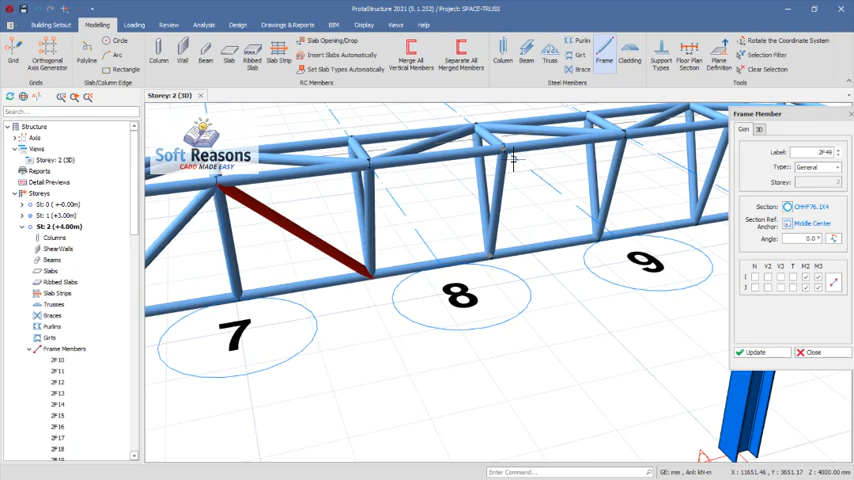 ProtaStructure 2021 (5.1.252) / Project: SPACE-TRUSS
Building Setout
Modelling
Loading
Review
Analysis
Design
Drawings & Reports
BIM
Display
Views
Help
Grid
Orthogonal Axis Generator
Polyline
Circle
Arc
Rectangle
Column
Wall
Beam
Slab
Ribbed Slab
Slab Strip
Slab Opening/Drop
Insert Slabs Automatically
Set Slab Types Automatically
Merge All Vertical Members
Separate All Merged Members
Column
Beam
Truss
Purlin
Girt
Brace
Frame
Cladding
Support Types
Floor Plan Section
Plane Definition
Rotate the Coordinate System
Selection Filter
Clear Selection
Grids
Slab/Column Edge
RC Members
Steel Members
Tools
Storey: 2 (3D)
Search...
Structure
Axis
Views
Storey: 2 (3D)
Reports
Detail Previews
Storeys
St: 0 (+-0.00m)
St: 1 (+3.00m)
St: 2 (+4.00m)
Columns
ShearWalls
Beams
Slabs
Ribbed Slabs
Slab Strips
Trusses
Braces
Purlins
Girts
Frame Members
2F10
2F11
2F12
2F13
2F14
2F15
2F16
2F17
2F18
Soft Reasons
CADD MADE EASY
7
8
9
Frame Member
Gen
3D
Label: 2F49
Type: General
Storey: 2
Section: CHHF76.1X4
Section Ref. Anchor: Middle Center
Angle: 0.0°
N V2 V3 T M2 M3
I
J
Update
Close
Enter Command...
GE: mm, Anl: kN-m
X : 11651.46
Y : 3651.17
Z : 4000.00 mm